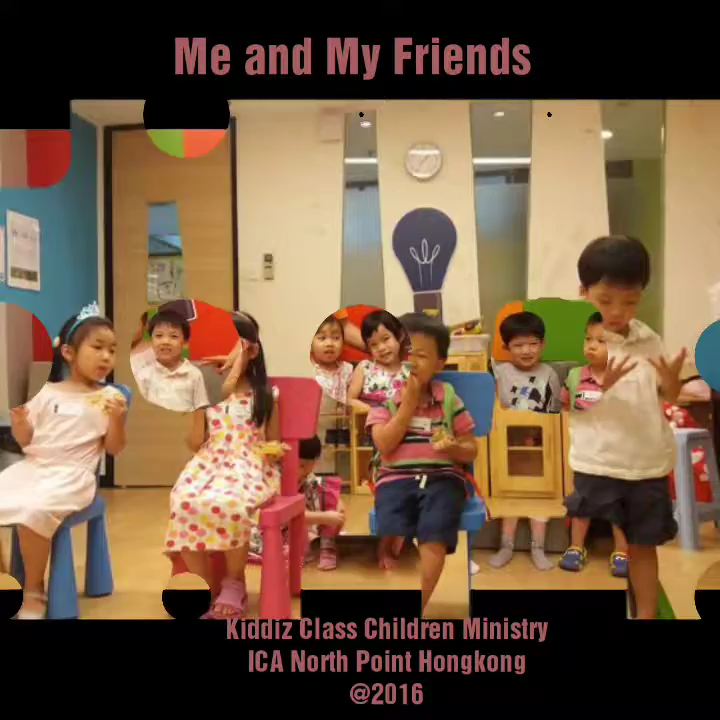 Me and My Friends
Kiddiz Class Children Ministry
ICA North Point Hongkong
@2016